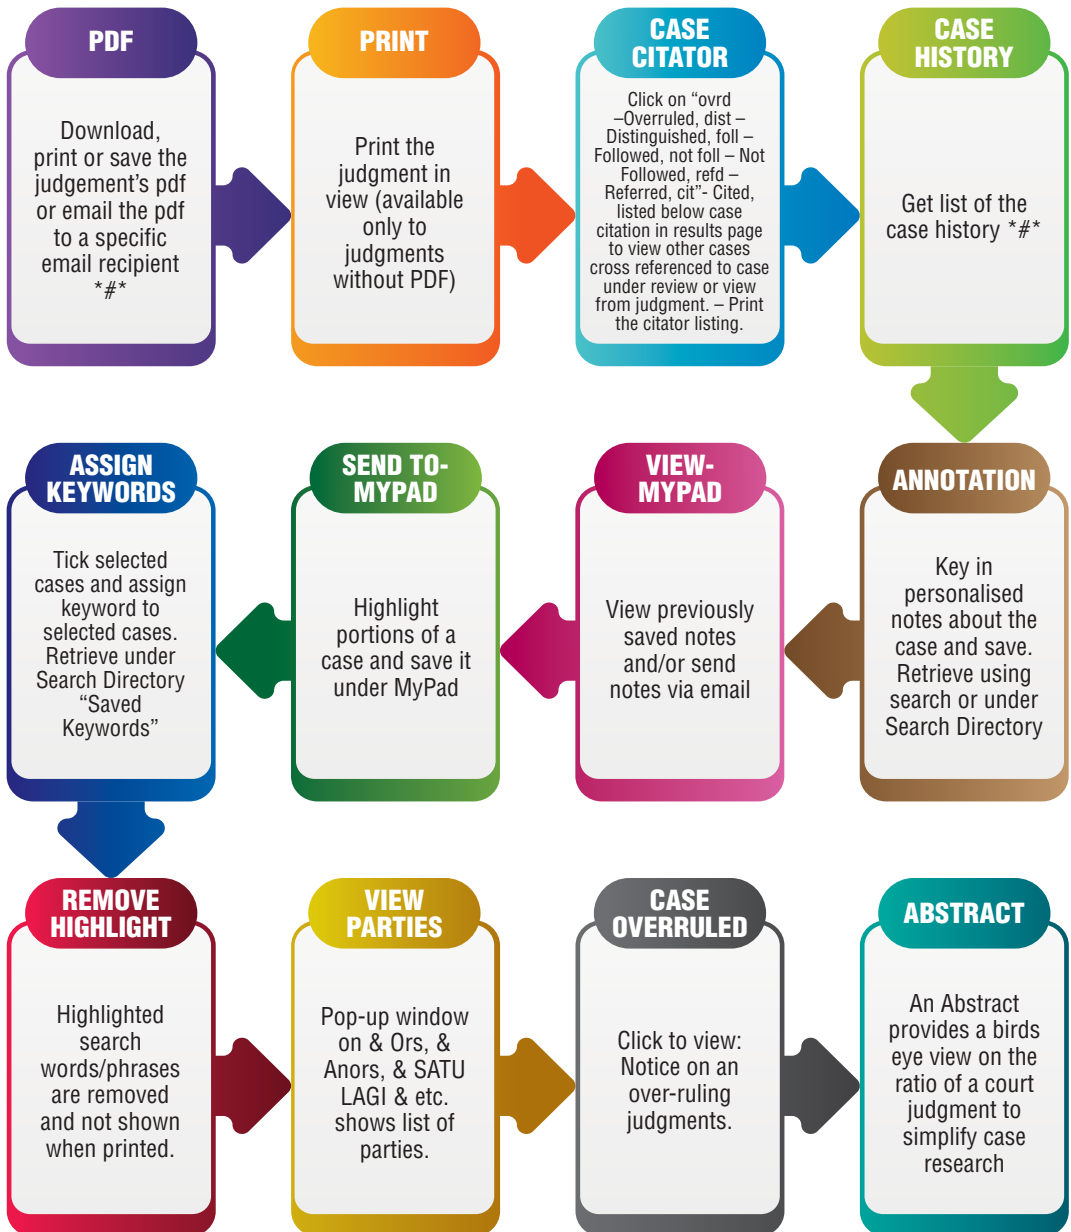 PDF
Download,
print or save the
judgement’s pdf
or email the pdf
to a specific
email recipient
*#*
PRINT
Print the
judgment in
view (available
only to
judgments
without PDF)
CASE
CITATOR
Click on “ovrd
–Overruled, dist –
Distinguished, foll –
Followed, not foll – Not
Followed, refd –
Referred, cit”- Cited,
listed below case
citation in results page
to view other cases
cross referenced to case
under review or view
from judgment. – Print
the citator listing.
CASE
HISTORY
Get list of the
case history *#*
ANNOTATION
Key in
personalised
notes about the
case and save.
Retrieve using
search or under
Search Directory
VIEW-
MYPAD
View previously
saved notes
and/or send
notes via email
SEND TO-
MYPAD
Highlight
portions of a
case and save it
under MyPad
ASSIGN
KEYWORDS
Tick selected
cases and assign
keyword to
selected cases.
Retrieve under
Search Directory
“Saved
Keywords”
REMOVE
HIGHLIGHT
Highlighted
search
words/phrases
are removed
and not shown
when printed.
VIEW
PARTIES
Pop-up window
on & Ors, &
Anors, & SATU
LAGI & etc.
shows list of
parties.
CASE
OVERRULED
Click to view:
Notice on an
over-ruling
judgments.
ABSTRACT
An Abstract
provides a birds
eye view on the
ratio of a court
judgment to
simplify case
research